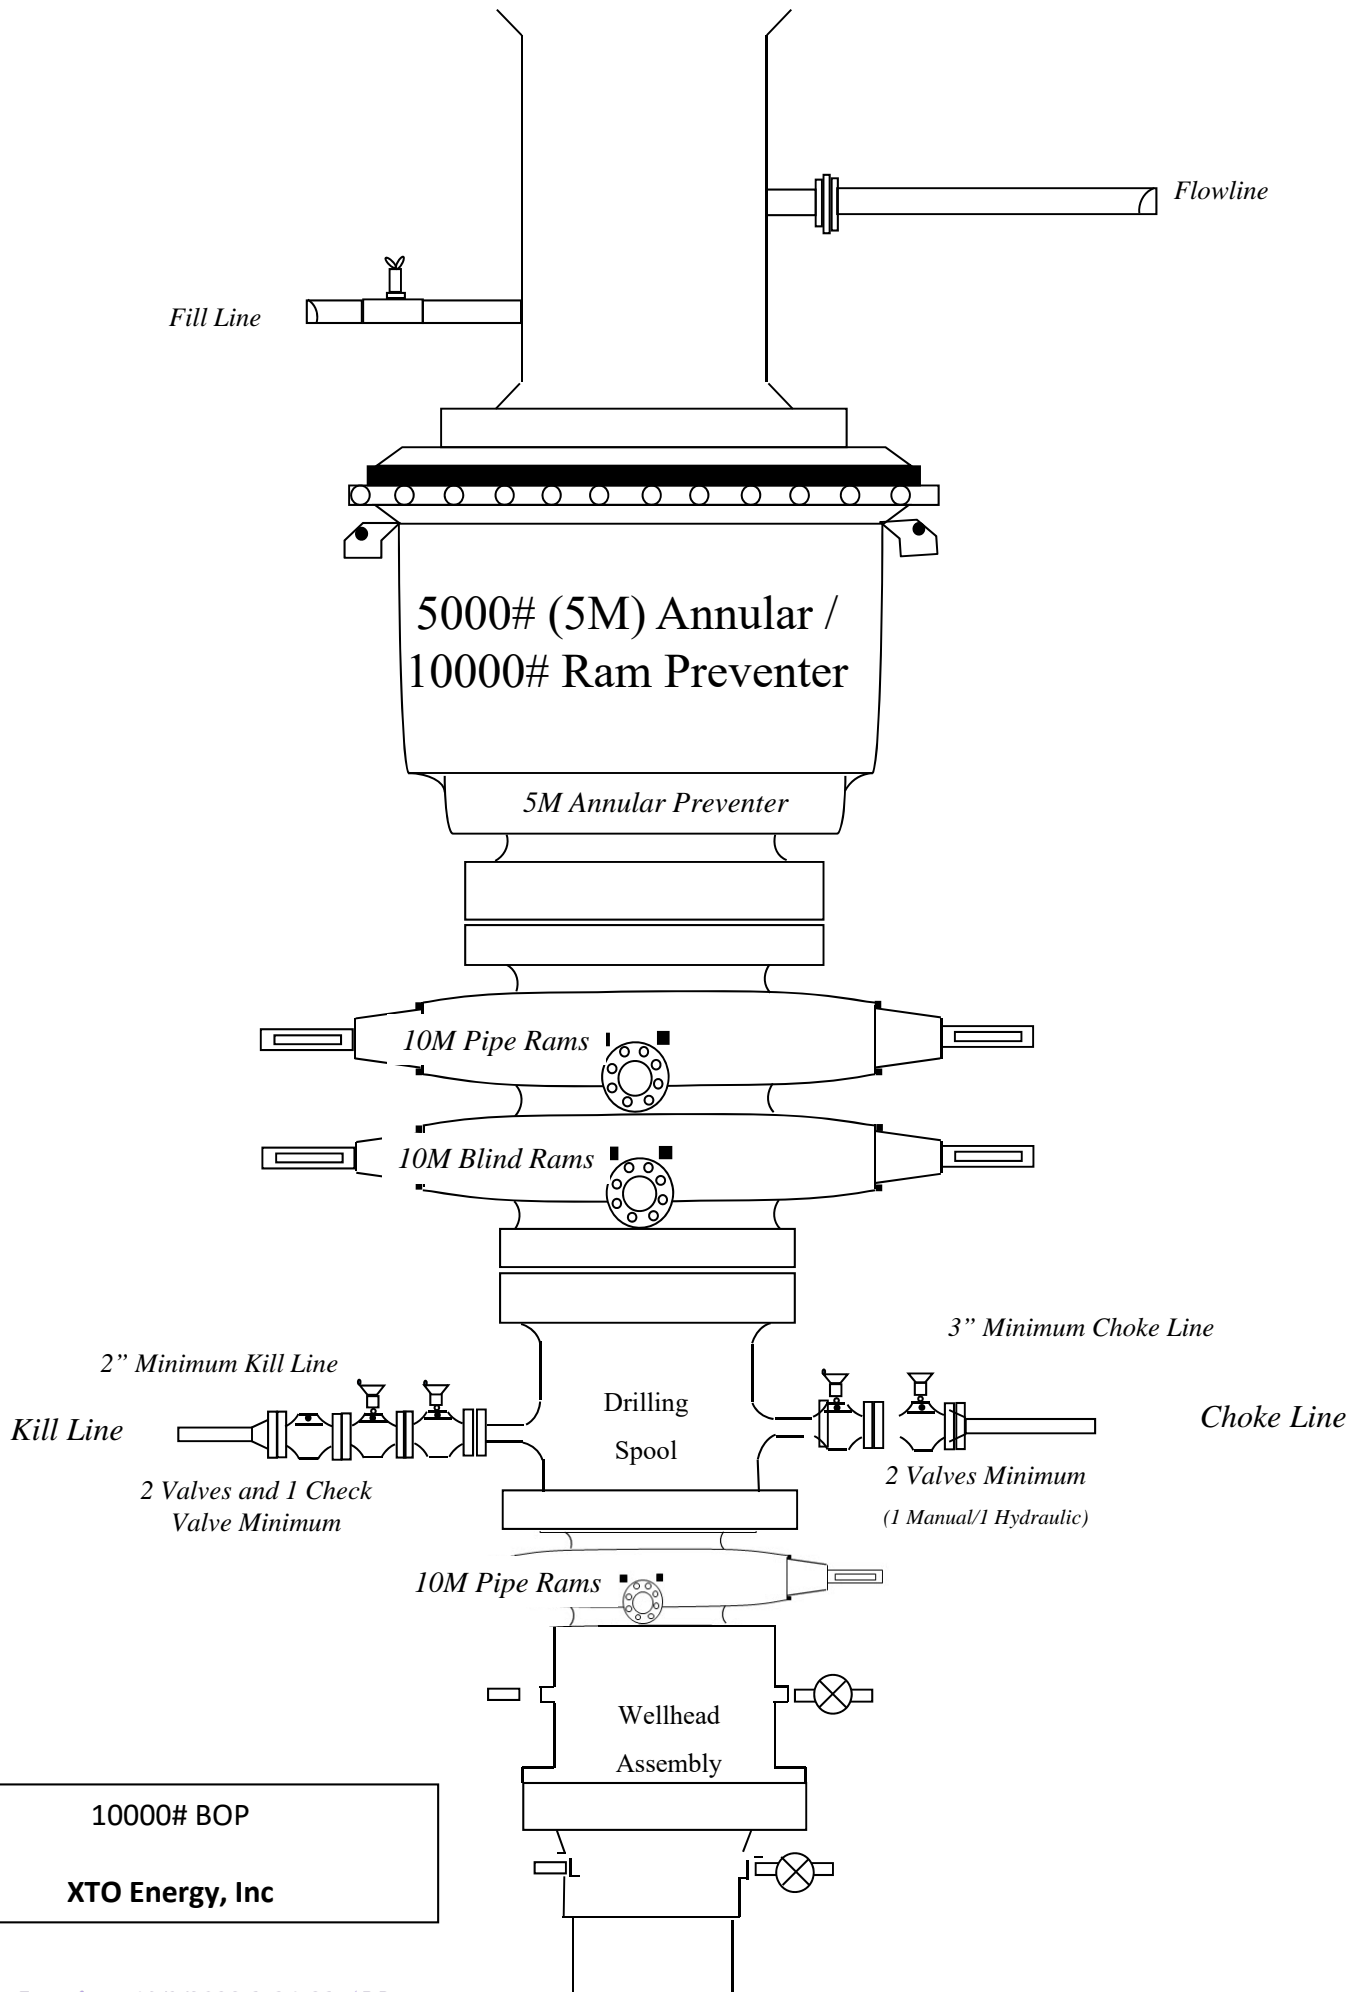 Flowline
Fill Line
5000# (5M) Annular /
10000# Ram Preventer
5M Annular Preventer
10M Pipe Rams
10M Blind Rams
3” Minimum Choke Line
2” Minimum Kill Line
Drilling
Spool
Kill Line
Choke Line
2 Valves and 1 Check
Valve Minimum
2 Valves Minimum
(1 Manual/1 Hydraulic)
10M Pipe Rams
Wellhead
Assembly
10000# BOP
XTO Energy, Inc